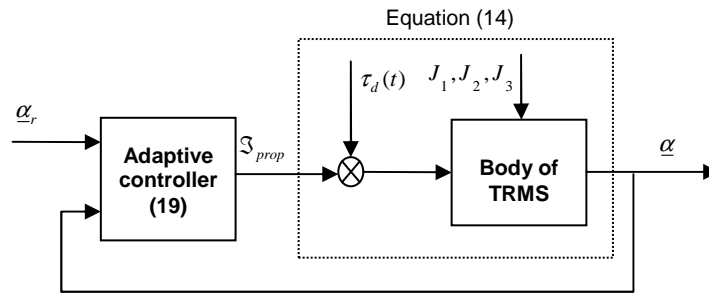 Equation (14)
τ_d(t)
J_1, J_2, J_3
α_r
ℑ_prop
α
Adaptive
controller
(19)
Body of
TRMS